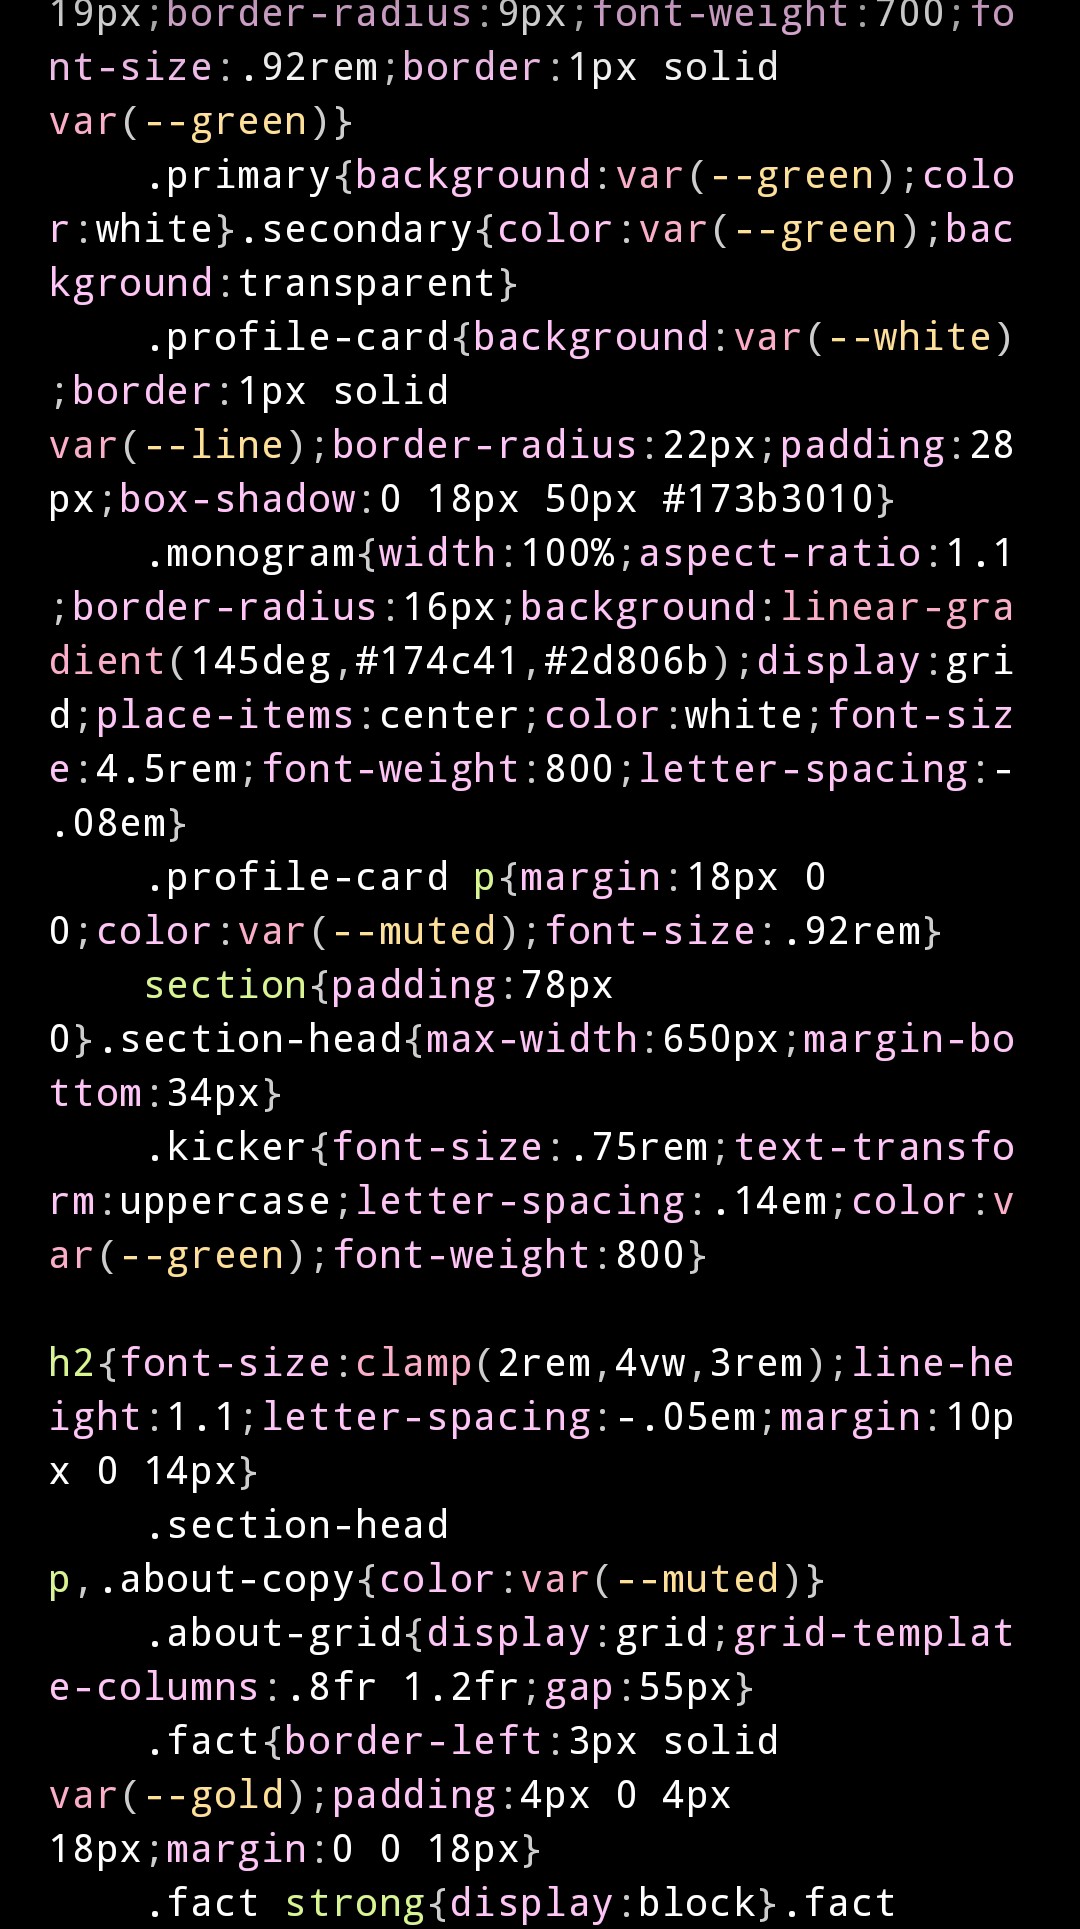 19px;border-radius:9px;font-weight:700;fo
nt-size:.92rem;border:1px solid
var(--green)}
    .primary{background:var(--green);colo
r:white}.secondary{color:var(--green);bac
kground:transparent}
    .profile-card{background:var(--white)
;border:1px solid
var(--line);border-radius:22px;padding:28
px;box-shadow:0 18px 50px #173b3010}
    .monogram{width:100%;aspect-ratio:1.1
;border-radius:16px;background:linear-gra
dient(145deg,#174c41,#2d806b);display:gri
d;place-items:center;color:white;font-siz
e:4.5rem;font-weight:800;letter-spacing:-
.08em}
    .profile-card p{margin:18px 0
0;color:var(--muted);font-size:.92rem}
    section{padding:78px
0}.section-head{max-width:650px;margin-bo
ttom:34px}
    .kicker{font-size:.75rem;text-transfo
rm:uppercase;letter-spacing:.14em;color:v
ar(--green);font-weight:800}

h2{font-size:clamp(2rem,4vw,3rem);line-he
ight:1.1;letter-spacing:-.05em;margin:10p
x 0 14px}
    .section-head
p,.about-copy{color:var(--muted)}
    .about-grid{display:grid;grid-templat
e-columns:.8fr 1.2fr;gap:55px}
    .fact{border-left:3px solid
var(--gold);padding:4px 0 4px
18px;margin:0 0 18px}
    .fact strong{display:block}.fact